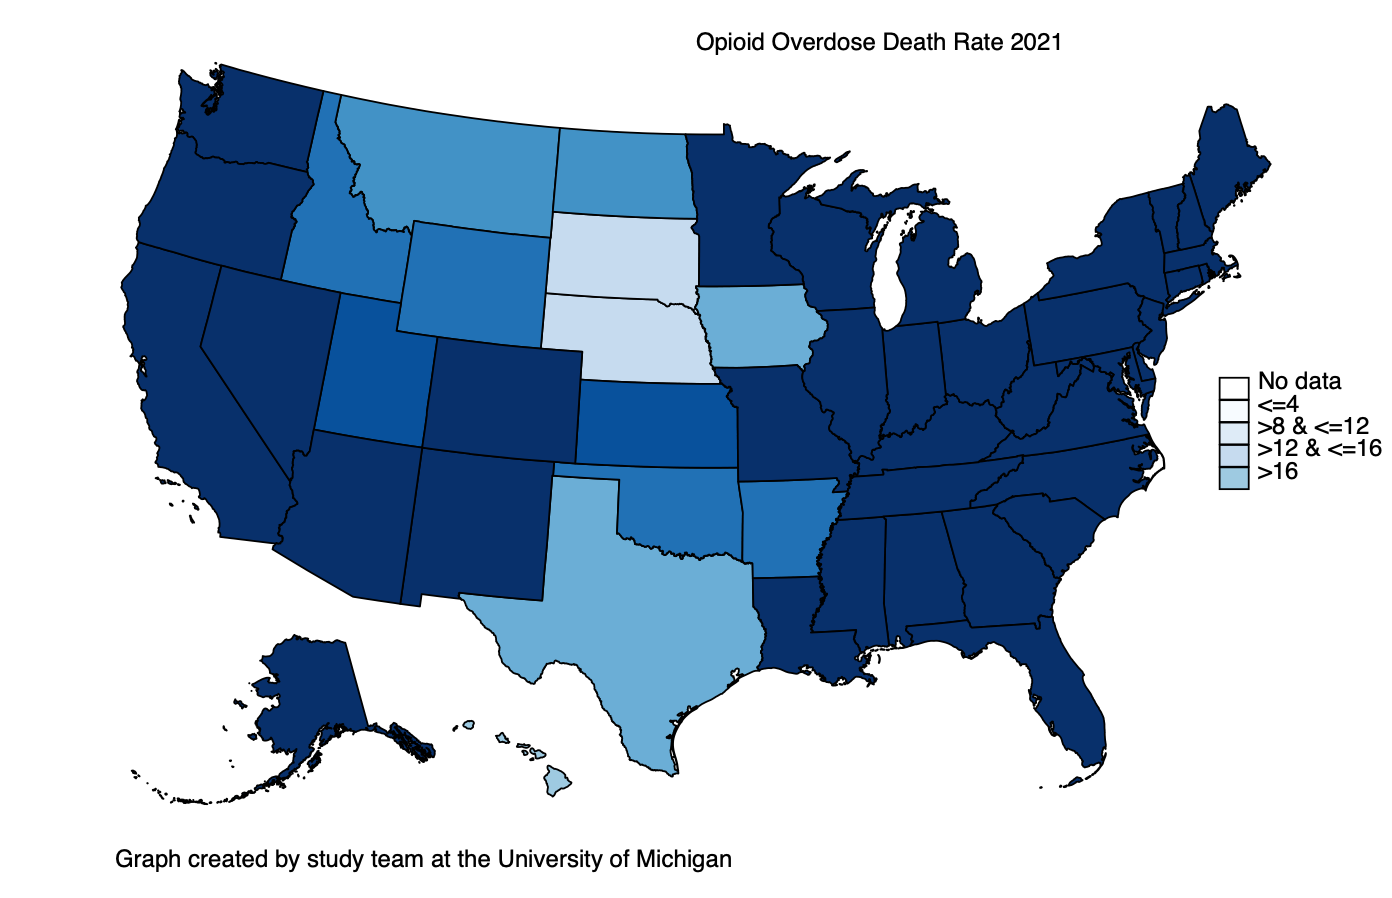 Opioid Overdose Death Rate 2021
No data
<=4
>8 & <=12
>12 & <=16
>16
Graph created by study team at the University of Michigan